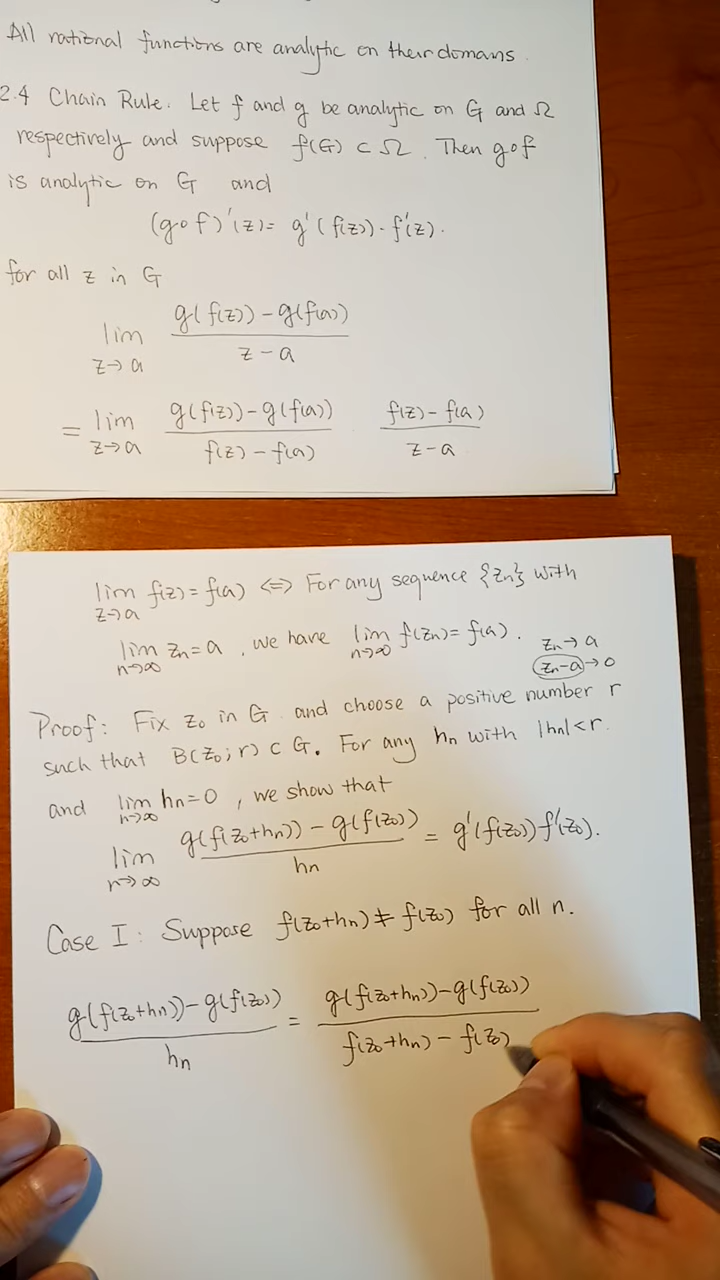 All rational functions are analytic on their domains.
2.4 Chain Rule. Let f and g be analytic on G and Ω
respectively and suppose f(G) ⊂ Ω. Then g∘f
is analytic on G and
(g∘f)'(z) = g'(f(z))·f'(z).
for all z in G
lim z→a (g(f(z)) - g(f(a))) / (z - a)
= lim z→a (g(f(z)) - g(f(a))) / (f(z) - f(a)) (f(z) - f(a)) / (z - a)
lim z→a f(z) = f(a) ⇔ For any sequence {zn} with
lim n→∞ zn = a, we have lim n→∞ f(zn) = f(a). zn → a
zn - a → 0
Proof: Fix z₀ in G and choose a positive number r
such that B(z₀; r) ⊂ G. For any hn with |hn| < r.
and lim n→∞ hn = 0, we show that
lim n→∞ (g(f(z₀+hn)) - g(f(z₀))) / hn = g'(f(z₀)) f'(z₀).
Case I: Suppose f(z₀+hn) ≠ f(z₀) for all n.
(g(f(z₀+hn)) - g(f(z₀))) / hn = (g(f(z₀+hn)) - g(f(z₀))) / (f(z₀+hn) - f(z₀))